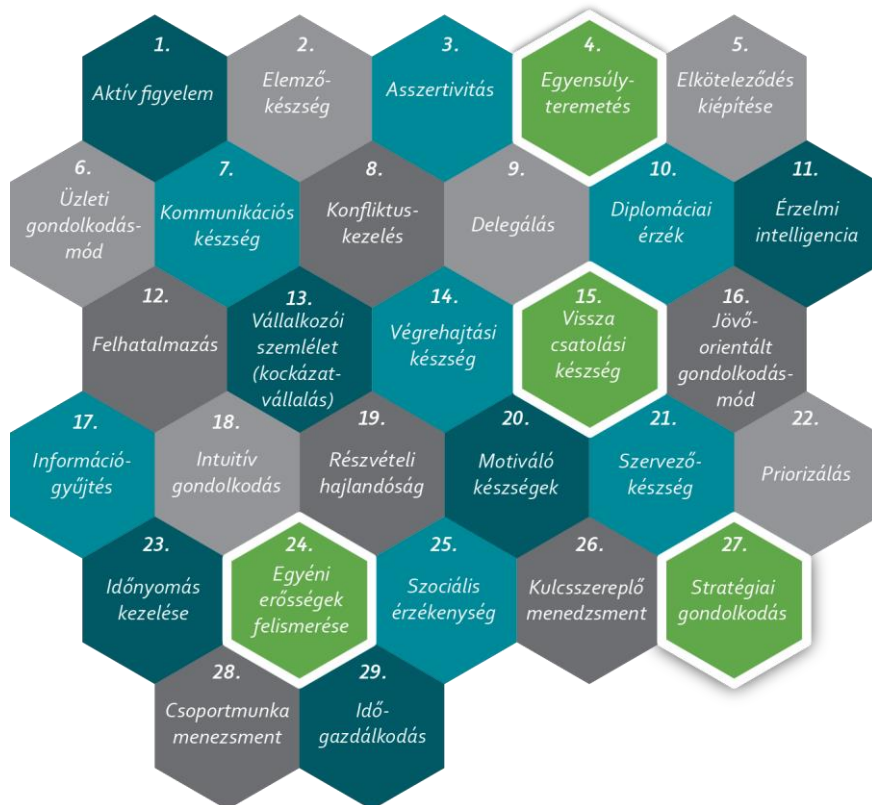 1.
Aktív figyelem
2.
Elemző-
készség
3.
Asszertivitás
4.
Egyensúly-
teremetés
5.
Elköteleződés
kiépítése
6.
Üzleti
gondolkodás-
mód
7.
Kommunikációs
készség
8.
Konfliktus-
kezelés
9.
Delegálás
10.
Diplomáciai
érzék
11.
Érzelmi
intelligencia
12.
Felhatalmazás
13.
Vállalkozói
szemlélet
(kockázat-
vállalás)
14.
Végrehajtási
készség
15.
Vissza
csatolási
készség
16.
Jövő-
orientált
gondolkodás-
mód
17.
Információ-
gyűjtés
18.
Intuitív
gondolkodás
19.
Részvételi
hajlandóság
20.
Motiváló
készségek
21.
Szervező-
készség
22.
Priorizálás
23.
Időnyomás
kezelése
24.
Egyéni
erősségek
felismerése
25.
Szociális
érzékenység
26.
Kulcsszereplő
menedzsment
27.
Stratégiai
gondolkodás
28.
Csoportmunka
menezsment
29.
Idő-
gazdálkodás